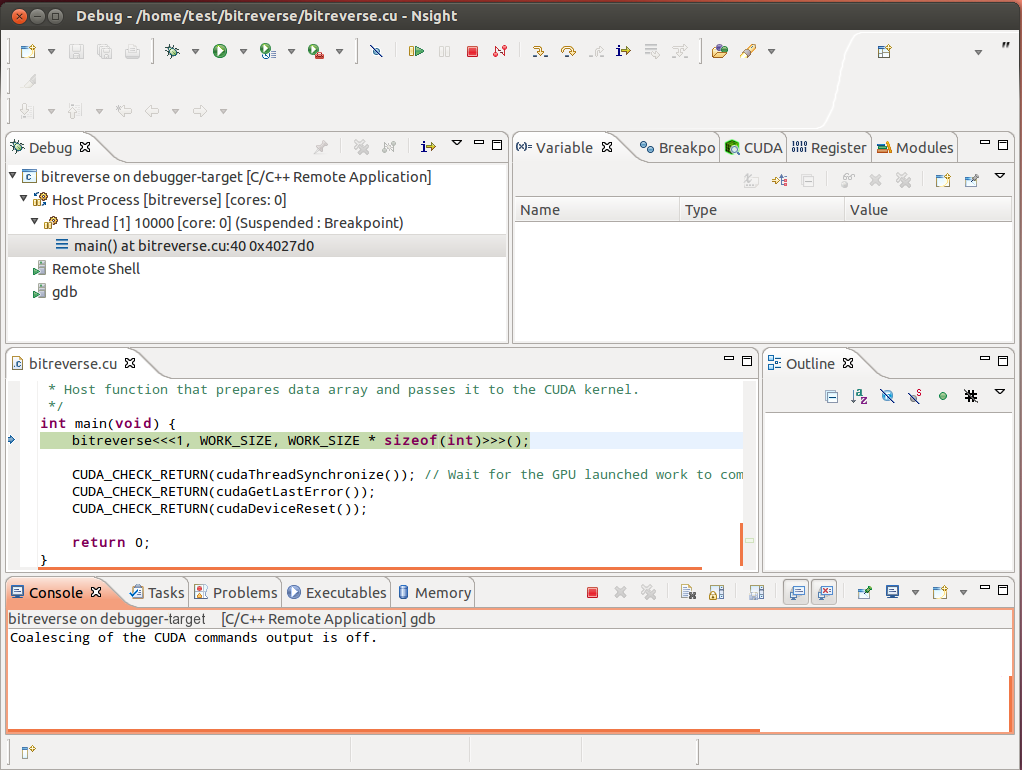 Debug - /home/test/bitreverse/bitreverse.cu - Nsight
Debug
bitreverse on debugger-target [C/C++ Remote Application]
Host Process [bitreverse] [cores: 0]
Thread [1] 10000 [core: 0] (Suspended : Breakpoint)
main() at bitreverse.cu:40 0x4027d0
Remote Shell
gdb
(x)= Variable
Breakpo
CUDA
1010
0101
Register
Modules
Name Type Value
bitreverse.cu
* Host function that prepares data array and passes it to the CUDA kernel.
*/
int main(void) {
bitreverse<<<1, WORK_SIZE, WORK_SIZE * sizeof(int)>>>();
CUDA_CHECK_RETURN(cudaThreadSynchronize()); // Wait for the GPU launched work to com
CUDA_CHECK_RETURN(cudaGetLastError());
CUDA_CHECK_RETURN(cudaDeviceReset());
return 0;
}
Outline
Console
Tasks
Problems
Executables
Memory
bitreverse on debugger-target [C/C++ Remote Application] gdb
Coalescing of the CUDA commands output is off.